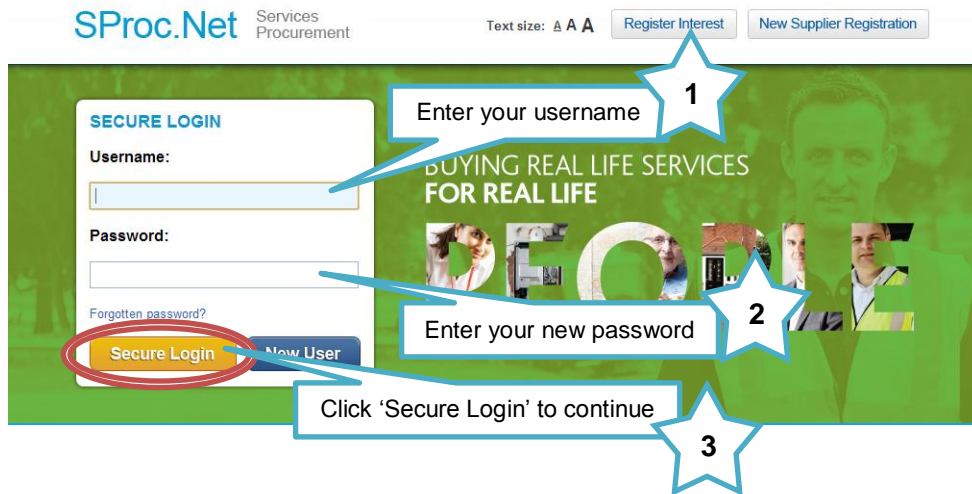 SProc.Net Services Procurement
Text size: A A A
Register Interest
New Supplier Registration
1
Enter your username
SECURE LOGIN
Username:
BUYING REAL LIFE SERVICES
FOR REAL LIFE
PEOPLE
Password:
2
Enter your new password
Forgotten password?
Secure Login
New User
Click ‘Secure Login’ to continue
3